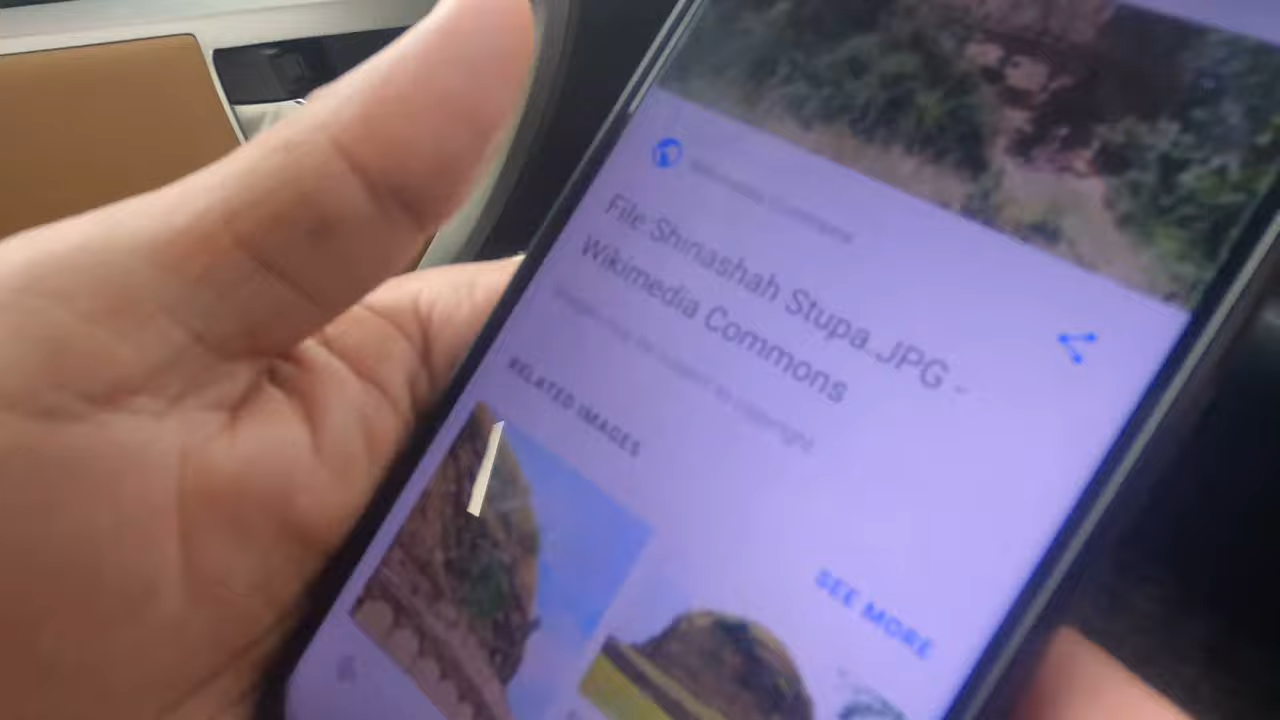 File:Shinashah Stupa.JPG -
Wikimedia Commons
RELATED IMAGES
SEE MORE